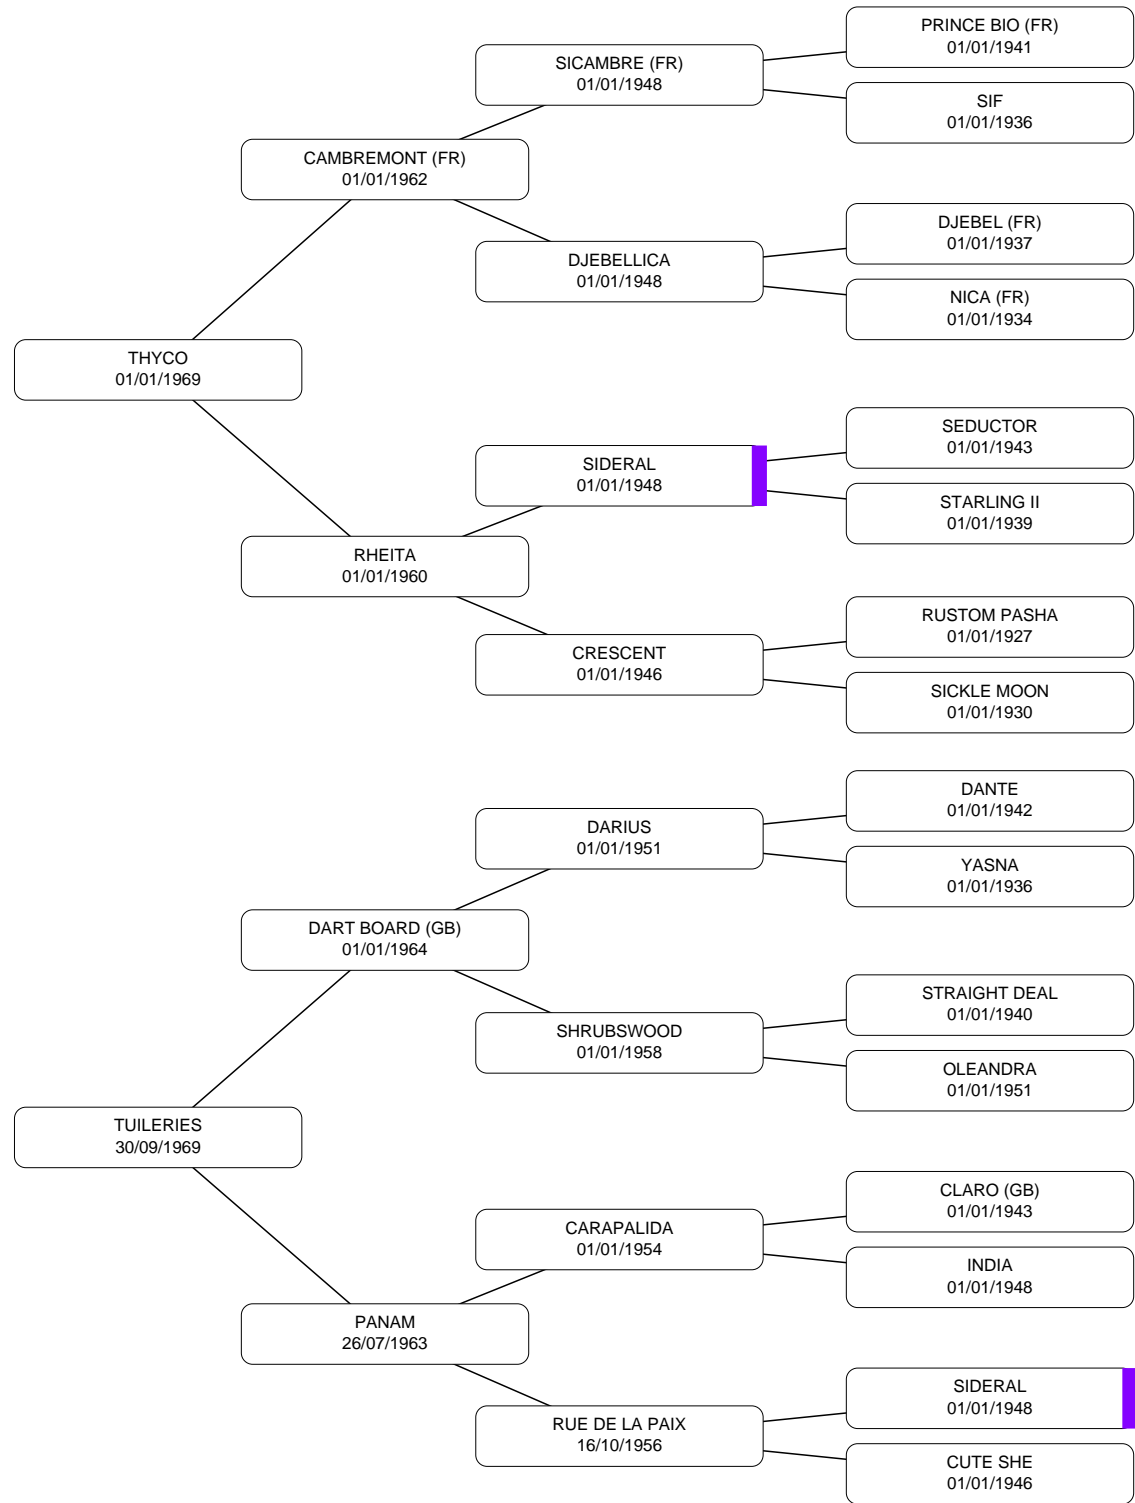 PRINCE BIO (FR)
01/01/1941
SICAMBRE (FR)
01/01/1948
SIF
01/01/1936
CAMBREMONT (FR)
01/01/1962
DJEBEL (FR)
01/01/1937
DJEBELLICA
01/01/1948
NICA (FR)
01/01/1934
THYCO
01/01/1969
SEDUCTOR
01/01/1943
SIDERAL
01/01/1948
STARLING II
01/01/1939
RHEITA
01/01/1960
RUSTOM PASHA
01/01/1927
CRESCENT
01/01/1946
SICKLE MOON
01/01/1930
DANTE
01/01/1942
DARIUS
01/01/1951
YASNA
01/01/1936
DART BOARD (GB)
01/01/1964
STRAIGHT DEAL
01/01/1940
SHRUBSWOOD
01/01/1958
OLEANDRA
01/01/1951
TUILERIES
30/09/1969
CLARO (GB)
01/01/1943
CARAPALIDA
01/01/1954
INDIA
01/01/1948
PANAM
26/07/1963
SIDERAL
01/01/1948
RUE DE LA PAIX
16/10/1956
CUTE SHE
01/01/1946